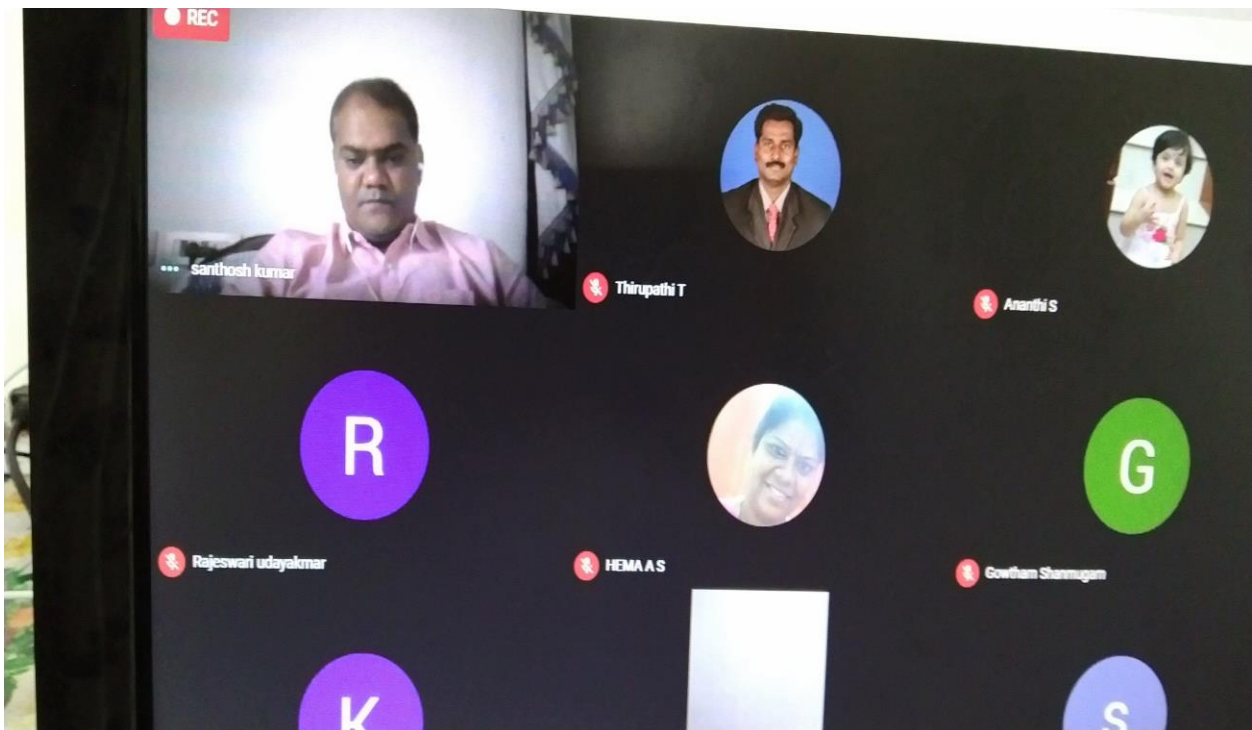 REC
santhosh kumar
Thirupathi T
Ananthi S
R
G
Rajeswari udayakmar
HEMA A S
Gowtham Shanmugam
K
S